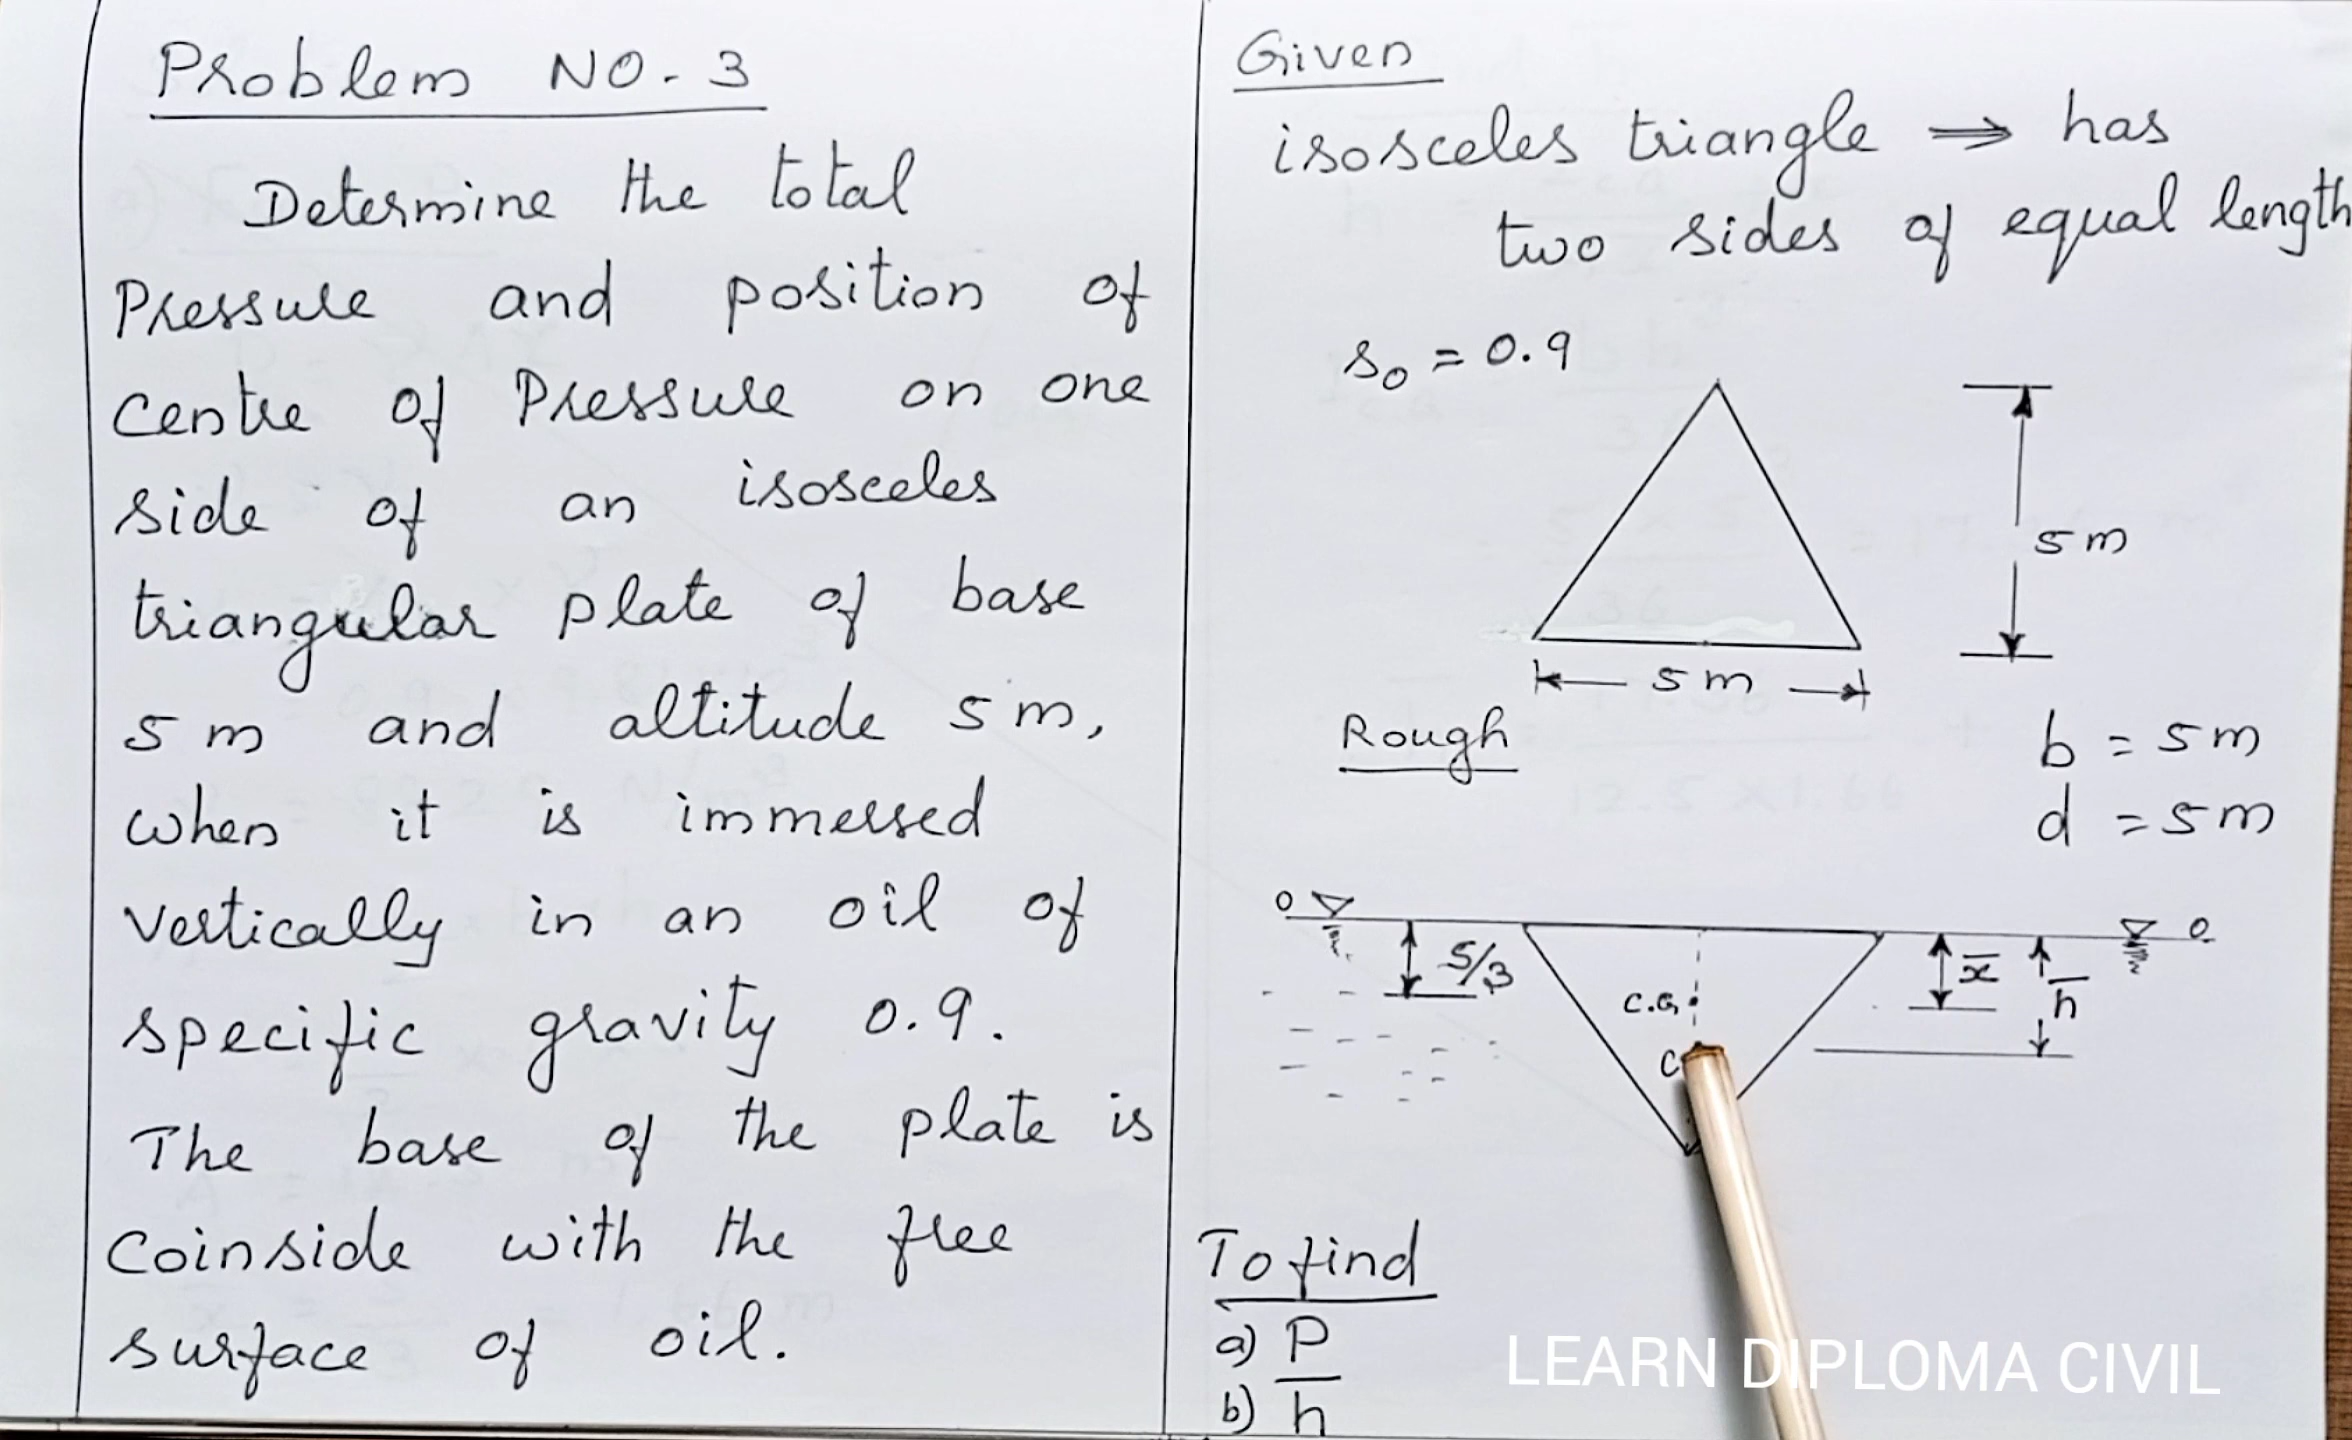 Problem NO. 3
Determine the total
Pressure and position of
centre of Pressure on one
side of an isosceles
triangular plate of base
5 m and altitude 5 m,
when it is immersed
vertically in an oil of
specific gravity 0.9.
The base of the plate is
coinside with the free
surface of oil.
Given
isosceles triangle ⇒ has
two sides of equal length
s₀ = 0.9
5 m
5 m
Rough
b = 5 m
d = 5 m
O
O
5/3
x̅
h̅
C.G.
C
To find
a) P
b) h̅
LEARN DIPLOMA CIVIL